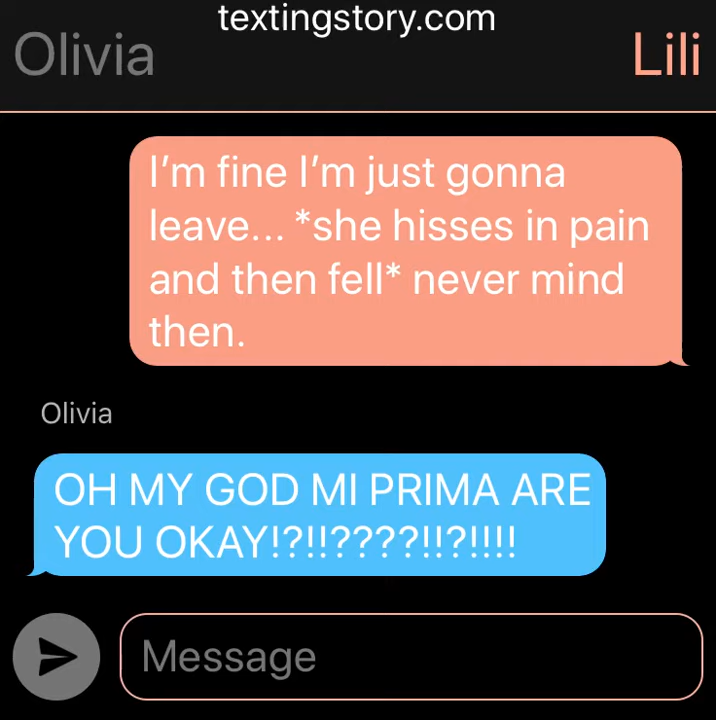 textingstory.com
Olivia
Lili
I’m fine I’m just gonna
leave... *she hisses in pain
and then fell* never mind
then.
Olivia
OH MY GOD MI PRIMA ARE
YOU OKAY!?!!????!!?!!!!
Message